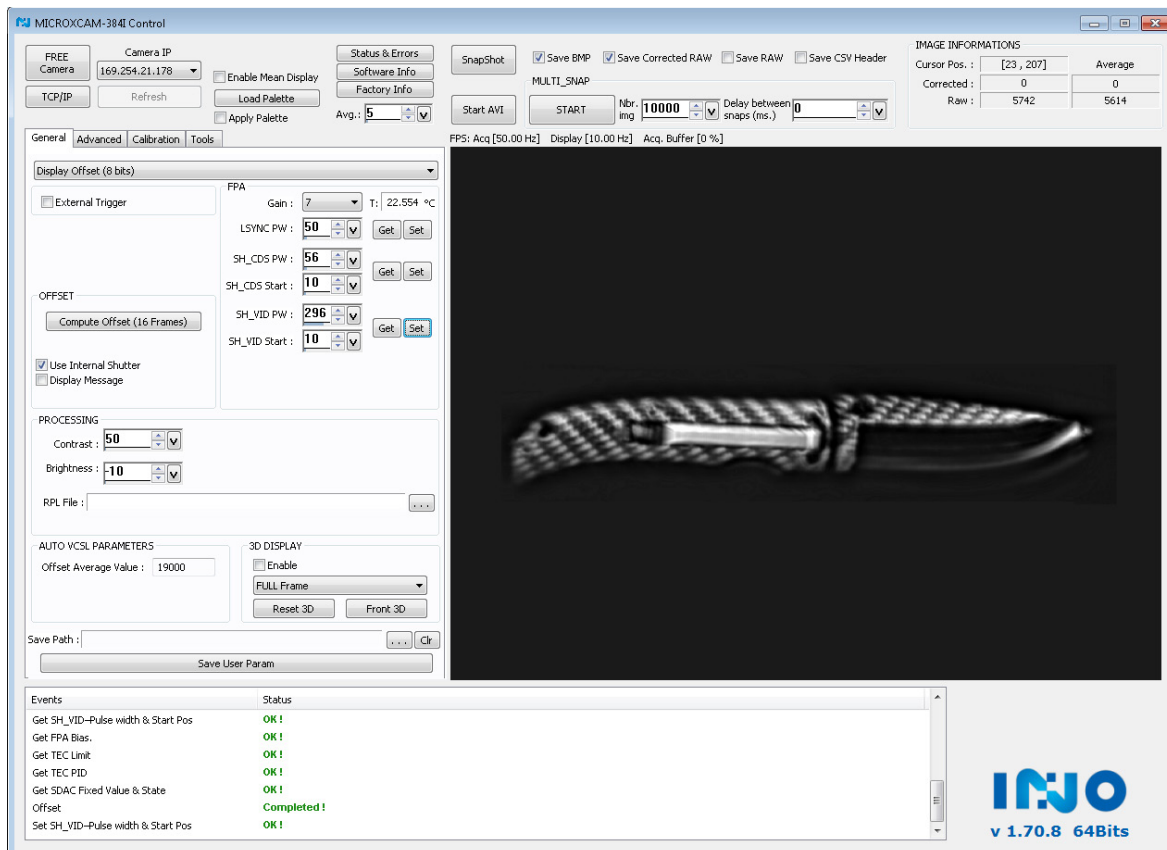 MICROXCAM-384I Control
FREE Camera
Camera IP
169.254.21.178
TCP/IP
Refresh
Enable Mean Display
Load Palette
Apply Palette
Status & Errors
Software Info
Factory Info
Avg.: 5
SnapShot
Save BMP
Save Corrected RAW
Save RAW
Save CSV Header
MULTI_SNAP
Start AVI
START
Nbr. img 10000
Delay between snaps (ms.) 0
IMAGE INFORMATIONS
Cursor Pos. : [23 , 207] Average
Corrected : 0 0
Raw : 5742 5614
General Advanced Calibration Tools
FPS: Acq [50.00 Hz] Display [10.00 Hz] Acq. Buffer [0 %]
Display Offset (8 bits)
External Trigger
FPA
Gain : 7 T: 22.554 °C
LSYNC PW : 50 Get Set
SH_CDS PW : 56
Get Set
SH_CDS Start : 10
SH_VID PW : 296
Get Set
SH_VID Start : 10
OFFSET
Compute Offset (16 Frames)
Use Internal Shutter
Display Message
PROCESSING
Contrast : 50
Brightness : -10
RPL File : ...
AUTO VCSL PARAMETERS
Offset Average Value : 19000
3D DISPLAY
Enable
FULL Frame
Reset 3D Front 3D
Save Path : ... Clr
Save User Param
Events Status
Get SH_VID-Pulse width & Start Pos OK !
Get FPA Bias. OK !
Get TEC Limit OK !
Get TEC PID OK !
Get SDAC Fixed Value & State OK !
Offset Completed !
Set SH_VID-Pulse width & Start Pos OK !
INO
v 1.70.8 64Bits